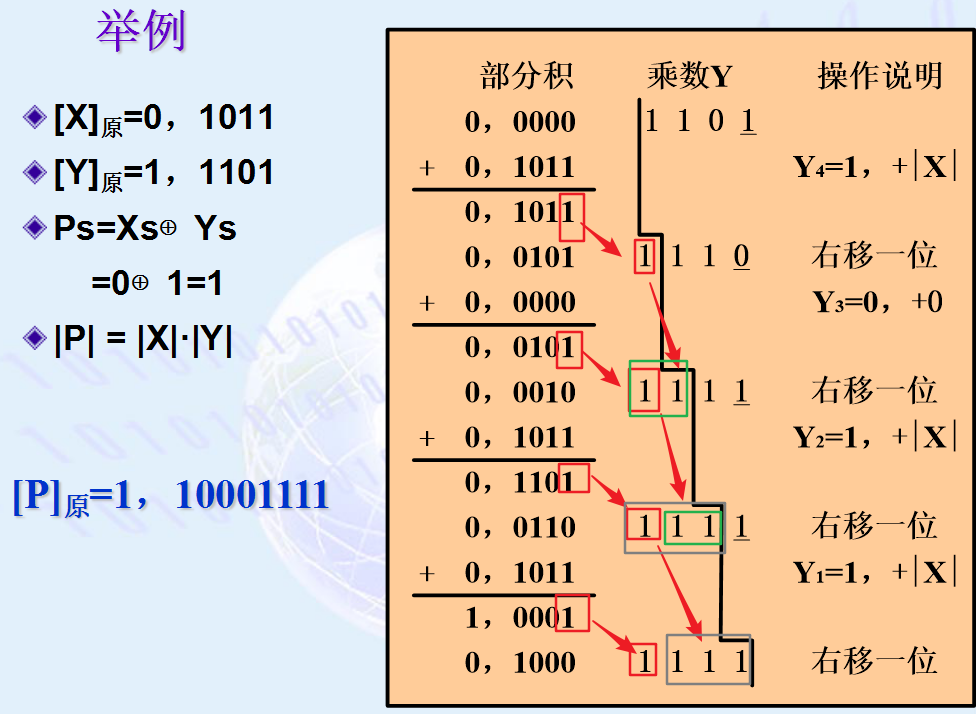 举例
[X]原=0，1011
[Y]原=1，1101
Ps=Xs⊕ Ys
=0⊕ 1=1
|P| = |X|·|Y|
[P]原=1，10001111
部分积 乘数Y 操作说明
0，0000 1 1 0 1
+ 0，1011 Y4=1，+|X|
0，1011
0，0101 1 1 1 0 右移一位
+ 0，0000 Y3=0，+0
0，0101
0，0010 1 1 1 1 右移一位
+ 0，1011 Y2=1，+|X|
0，1101
0，0110 1 1 1 1 右移一位
+ 0，1011 Y1=1，+|X|
1，0001
0，1000 1 1 1 1 右移一位